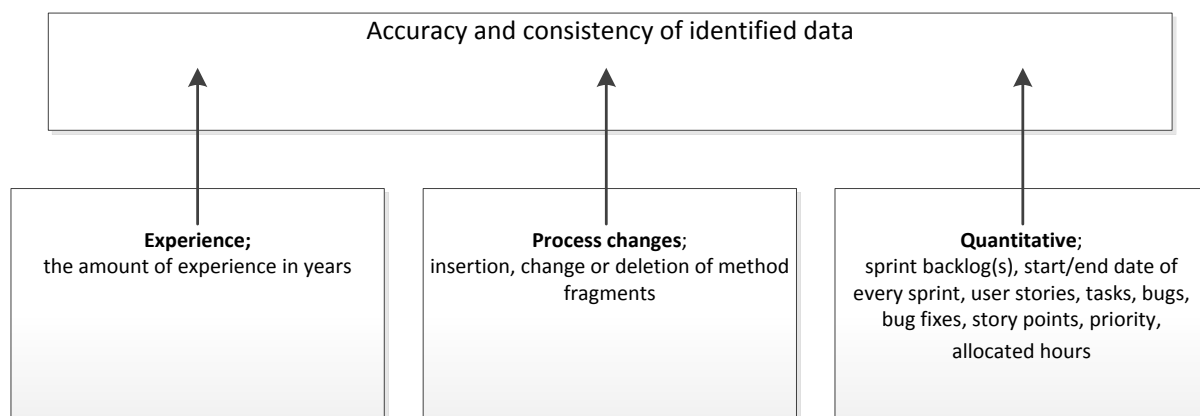 Accuracy and consistency of identified data
Experience;
the amount of experience in years
Process changes;
insertion, change or deletion of method
fragments
Quantitative;
sprint backlog(s), start/end date of
every sprint, user stories, tasks, bugs,
bug fixes, story points, priority,
allocated hours